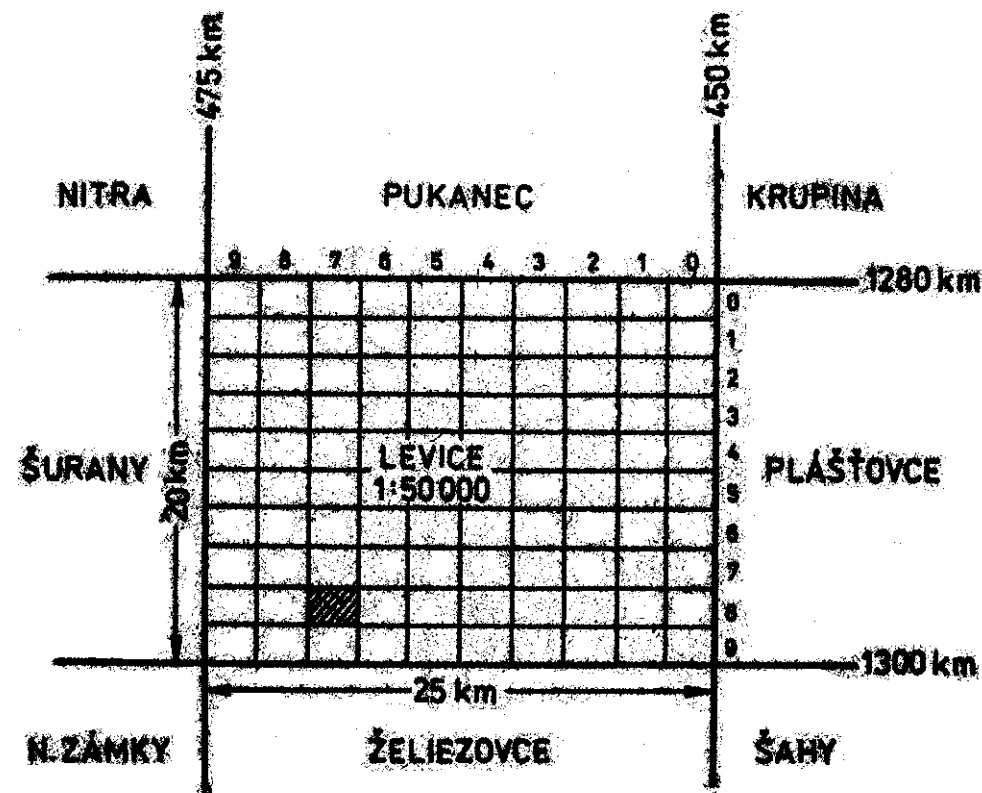 475 km
450 km
NITRA PUKANEC KRUPINA
9 8 7 6 5 4 3 2 1 0
1280 km
0
1
2
3
4
5
6
7
8
9
ŠURANY
20 km
LEVICE
1:50 000
PLÁŠŤOVCE
1300 km
25 km
N. ZÁMKY ŽELIEZOVCE ŠAHY